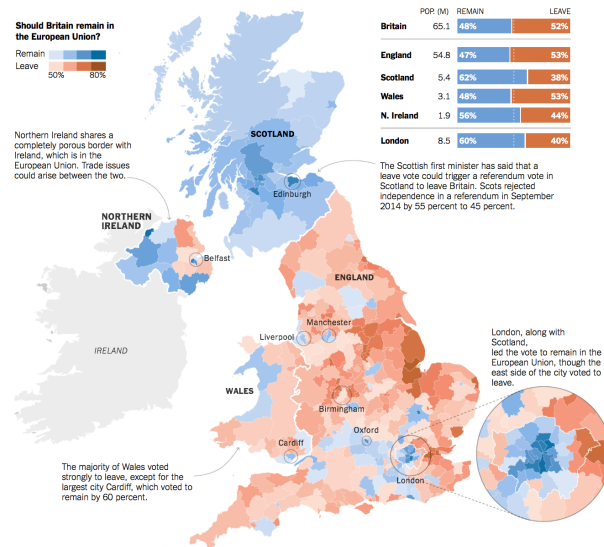 Should Britain remain in
the European Union?
Remain
Leave
50% 80%
POP. (M) REMAIN LEAVE
Britain 65.1 48% 52%
England 54.8 47% 53%
Scotland 5.4 62% 38%
Wales 3.1 48% 53%
N. Ireland 1.9 56% 44%
London 8.5 60% 40%
Northern Ireland shares a
completely porous border with
Ireland, which is in the
European Union. Trade issues
could arise between the two.
SCOTLAND
Edinburgh
The Scottish first minister has said that a
leave vote could trigger a referendum vote in
Scotland to leave Britain. Scots rejected
independence in a referendum in September
2014 by 55 percent to 45 percent.
NORTHERN
IRELAND
Belfast
ENGLAND
IRELAND
Manchester
Liverpool
WALES
Birmingham
Oxford
Cardiff
London
London, along with
Scotland,
led the vote to remain in the
European Union, though the
east side of the city voted to
leave.
The majority of Wales voted
strongly to leave, except for the
largest city Cardiff, which voted to
remain by 60 percent.